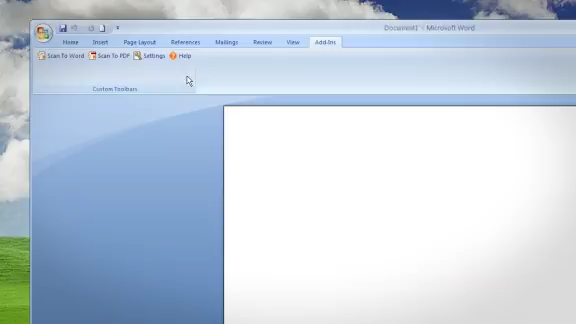 Document1 - Microsoft Word
Home Insert Page Layout References Mailings Review View Add-Ins
Scan To Word Scan To PDF Settings Help
Custom Toolbars